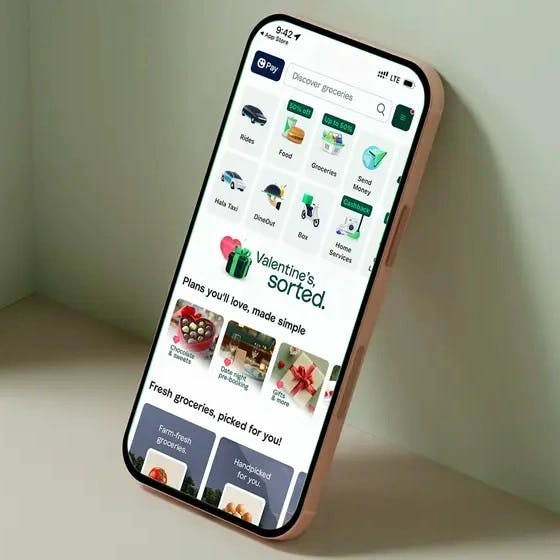 9:42
App Store
LTE
Pay
Discover groceries
50% off
Up to 50%
Rides
Food
Groceries
Send
Money
Cashback
Hala Taxi
DineOut
Box
Home
Services
Valentine's,
sorted.
Plans you'll love, made simple
Chocolate
& sweets
Date night
pre-booking
Gifts
& more
Fresh groceries, picked for you!
Farm-fresh
groceries.
Handpicked
for you.